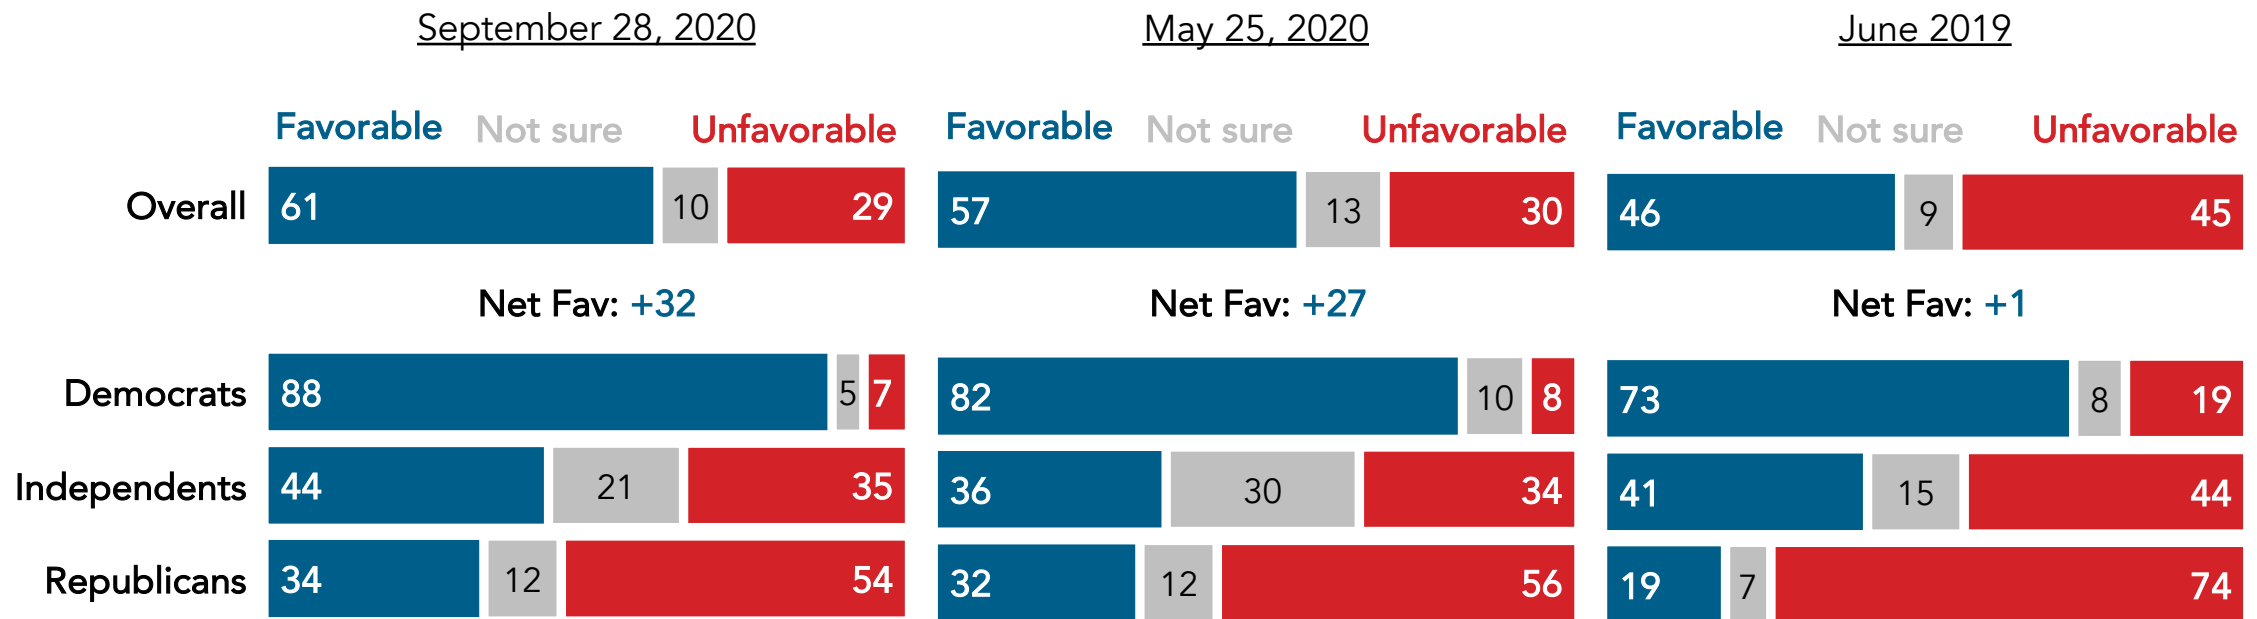 September 28, 2020 May 25, 2020 June 2019
Favorable Not sure Unfavorable Favorable Not sure Unfavorable Favorable Not sure Unfavorable
Overall 61 10 29 57 13 30 46 9 45
Net Fav: +32 Net Fav: +27 Net Fav: +1
Democrats 88 5 7 82 10 8 73 8 19
Independents 44 21 35 36 30 34 41 15 44
Republicans 34 12 54 32 12 56 19 7 74